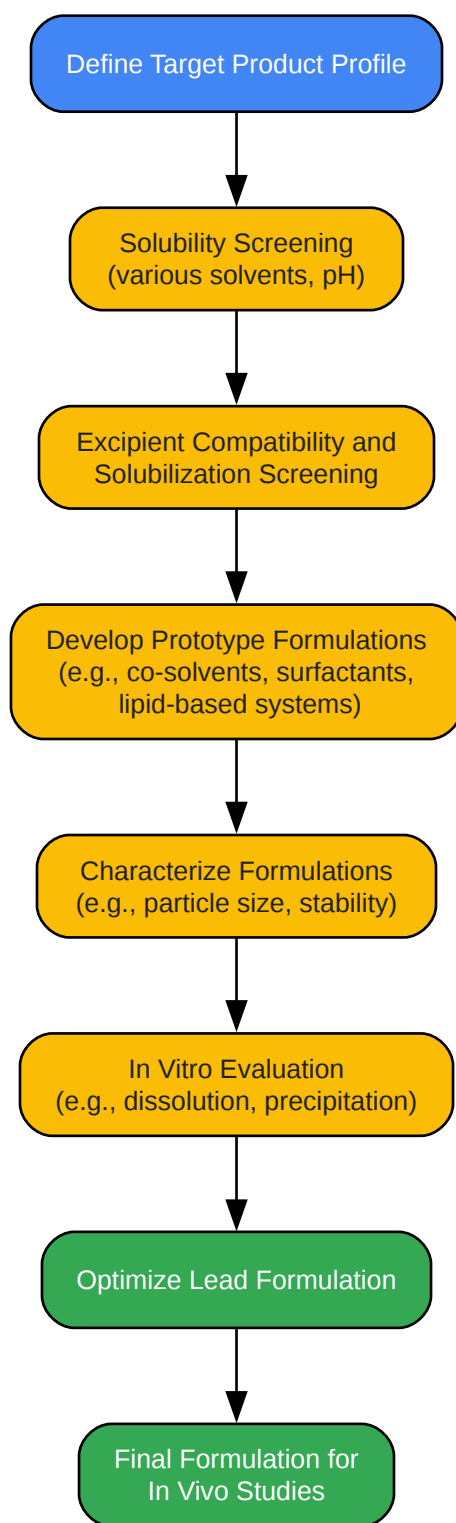 Define Target Product Profile
Solubility Screening
(various solvents, pH)
Excipient Compatibility and
Solubilization Screening
Develop Prototype Formulations
(e.g., co-solvents, surfactants,
lipid-based systems)
Characterize Formulations
(e.g., particle size, stability)
In Vitro Evaluation
(e.g., dissolution, precipitation)
Optimize Lead Formulation
Final Formulation for
In Vivo Studies